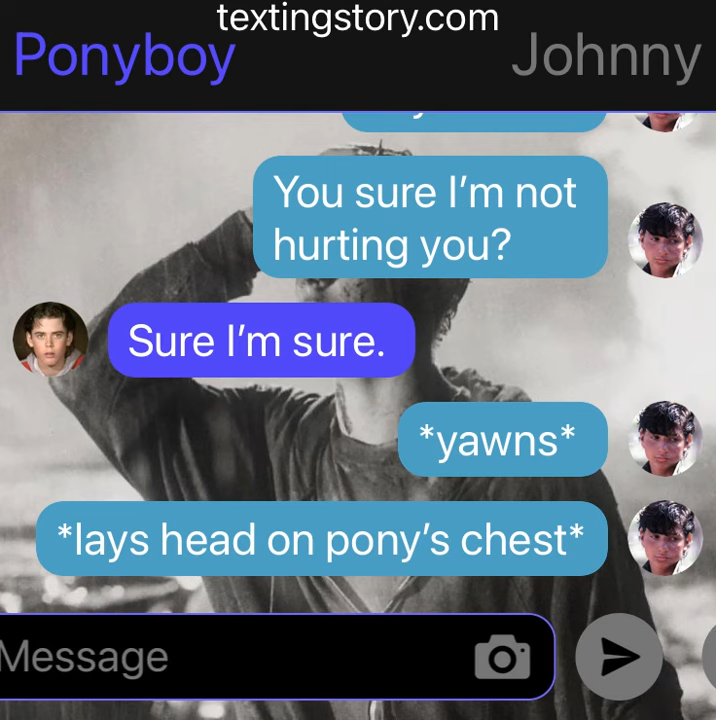 textingstory.com
Ponyboy
Johnny
You sure I'm not
hurting you?
Sure I'm sure.
*yawns*
*lays head on pony's chest*
Message